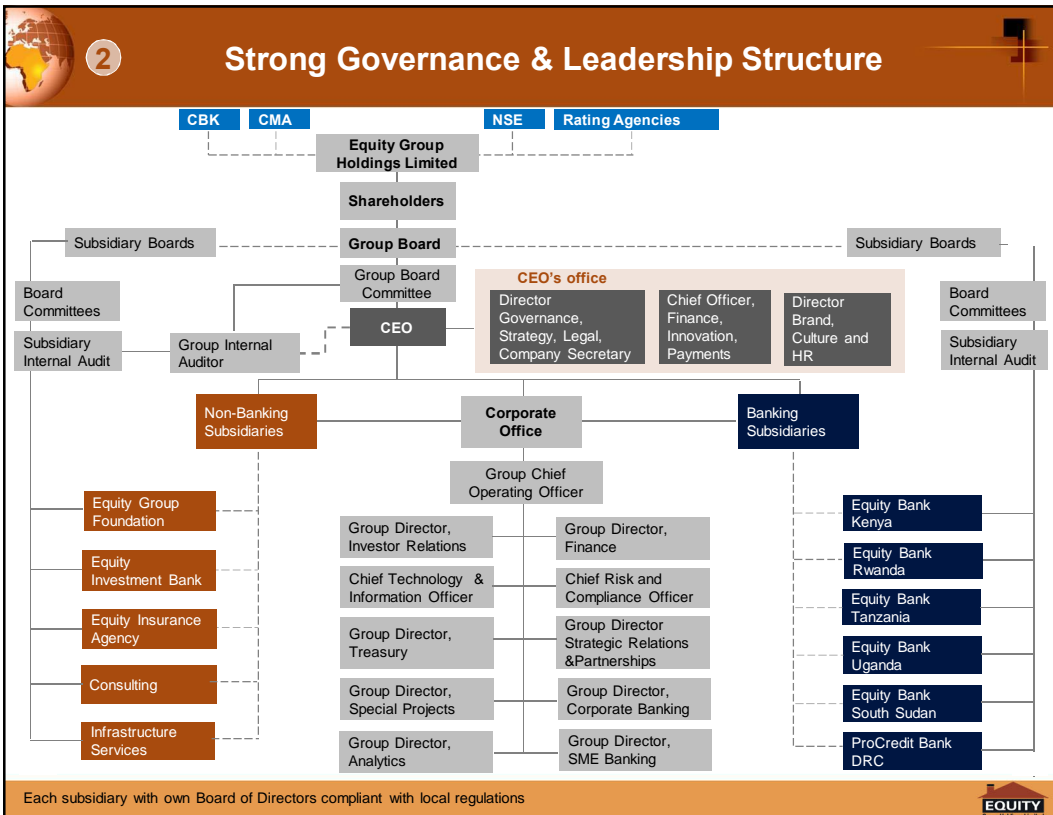 2
Strong Governance & Leadership Structure
CBK
CMA
NSE
Rating Agencies
Equity Group
Holdings Limited
Shareholders
Subsidiary Boards
Group Board
Subsidiary Boards
Group Board
Committee
CEO's office
Director
Governance,
Strategy, Legal,
Company Secretary
Chief Officer,
Finance,
Innovation,
Payments
Director
Brand,
Culture and
HR
Board
Committees
CEO
Board
Committees
Subsidiary
Internal Audit
Group Internal
Auditor
Subsidiary
Internal Audit
Non-Banking
Subsidiaries
Corporate
Office
Banking
Subsidiaries
Group Chief
Operating Officer
Equity Group
Foundation
Equity
Investment Bank
Equity Insurance
Agency
Consulting
Infrastructure
Services
Group Director,
Investor Relations
Group Director,
Finance
Chief Technology &
Information Officer
Chief Risk and
Compliance Officer
Group Director,
Treasury
Group Director
Strategic Relations
&Partnerships
Group Director,
Special Projects
Group Director,
Corporate Banking
Group Director,
Analytics
Group Director,
SME Banking
Equity Bank
Kenya
Equity Bank
Rwanda
Equity Bank
Tanzania
Equity Bank
Uganda
Equity Bank
South Sudan
ProCredit Bank
DRC
Each subsidiary with own Board of Directors compliant with local regulations
EQUITY